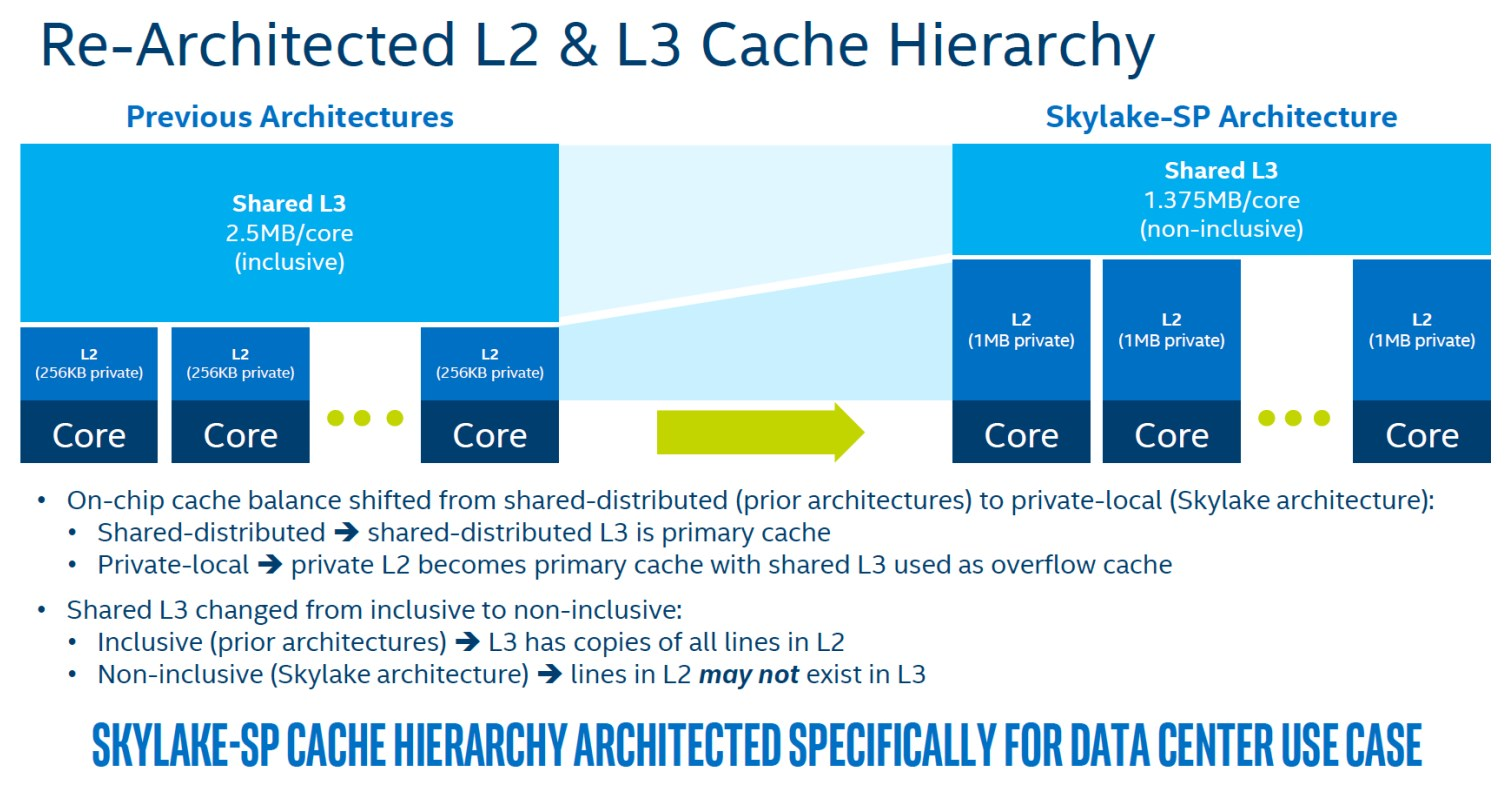 Re-Architected L2 & L3 Cache Hierarchy
Previous Architectures
Shared L3
2.5MB/core
(inclusive)
L2
(256KB private)
L2
(256KB private)
L2
(256KB private)
Core
Core
Core
Skylake-SP Architecture
Shared L3
1.375MB/core
(non-inclusive)
L2
(1MB private)
L2
(1MB private)
L2
(1MB private)
Core
Core
Core
• On-chip cache balance shifted from shared-distributed (prior architectures) to private-local (Skylake architecture):
• Shared-distributed ➔ shared-distributed L3 is primary cache
• Private-local ➔ private L2 becomes primary cache with shared L3 used as overflow cache
• Shared L3 changed from inclusive to non-inclusive:
• Inclusive (prior architectures) ➔ L3 has copies of all lines in L2
• Non-inclusive (Skylake architecture) ➔ lines in L2 may not exist in L3
SKYLAKE-SP CACHE HIERARCHY ARCHITECTED SPECIFICALLY FOR DATA CENTER USE CASE